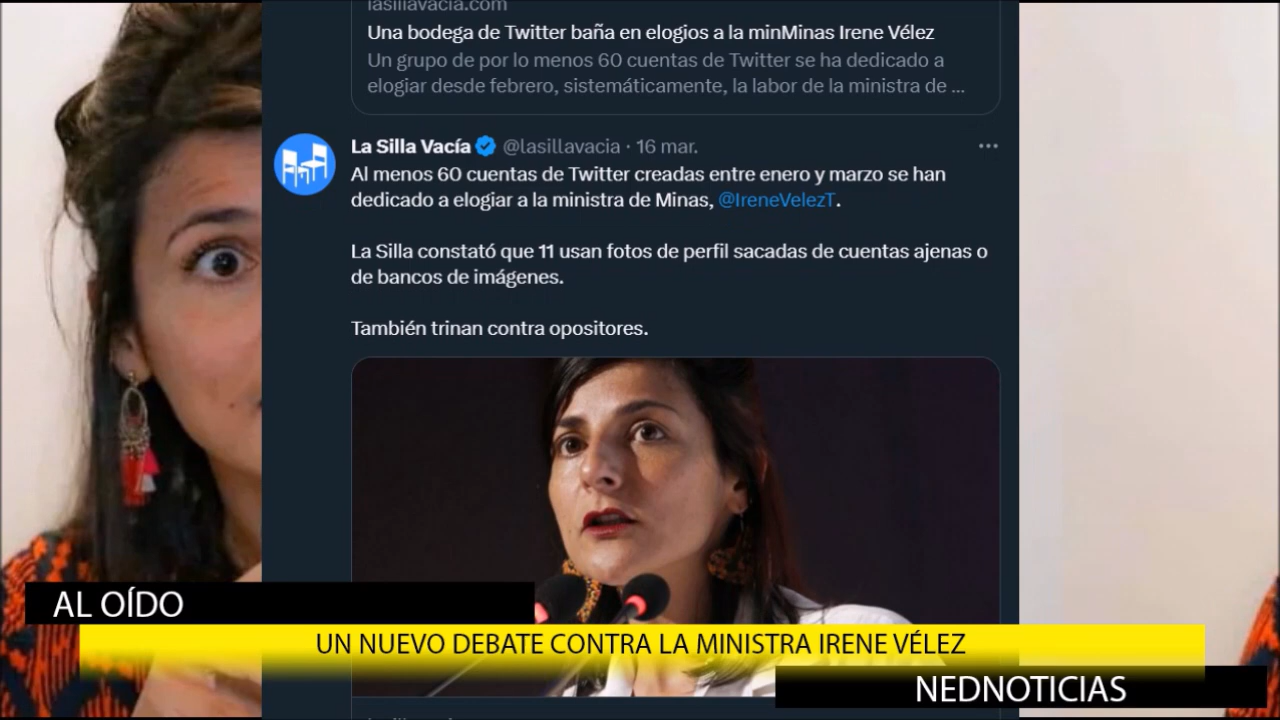 lasillavacia.com
Una bodega de Twitter baña en elogios a la minMinas Irene Vélez
Un grupo de por lo menos 60 cuentas de Twitter se ha dedicado a
elogiar desde febrero, sistemáticamente, la labor de la ministra de ...
La Silla Vacía @lasillavacia · 16 mar.
Al menos 60 cuentas de Twitter creadas entre enero y marzo se han
dedicado a elogiar a la ministra de Minas, @IreneVelezT.
La Silla constató que 11 usan fotos de perfil sacadas de cuentas ajenas o
de bancos de imágenes.
También trinan contra opositores.
AL OÍDO
UN NUEVO DEBATE CONTRA LA MINISTRA IRENE VÉLEZ
NEDNOTICIAS